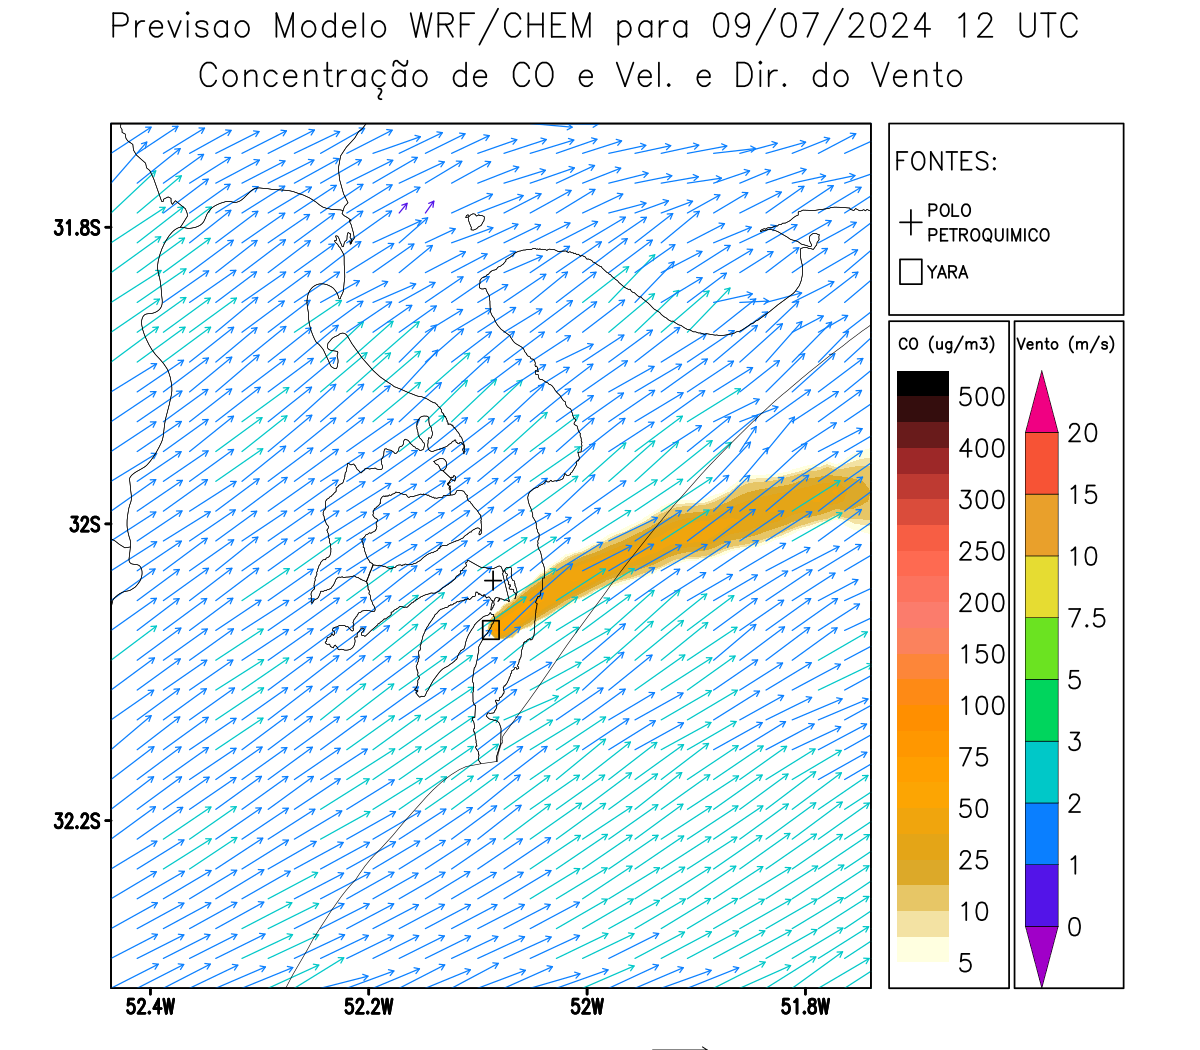 Previsao Modelo WRF/CHEM para 09/07/2024 12 UTC
Concentração de CO e Vel. e Dir. do Vento
FONTES:
POLO
PETROQUIMICO
YARA
CO (ug/m3)
500
400
300
250
200
150
100
75
50
25
10
5
Vento (m/s)
20
15
10
7.5
5
3
2
1
0
31.8S
32S
32.2S
52.4W
52.2W
52W
51.8W